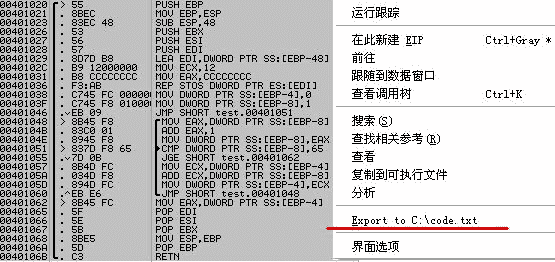 00401020 > 55 PUSH EBP
00401021 . 8BEC MOV EBP,ESP
00401023 . 83EC 48 SUB ESP,48
00401026 . 53 PUSH EBX
00401027 . 56 PUSH ESI
00401028 . 57 PUSH EDI
00401029 . 8D7D B8 LEA EDI,DWORD PTR SS:[EBP-48]
0040102C . B9 12000000 MOV ECX,12
00401031 . B8 CCCCCCCC MOV EAX,CCCCCCCC
00401036 . F3:AB REP STOS DWORD PTR ES:[EDI]
00401038 . C745 FC 000000 MOV DWORD PTR SS:[EBP-4],0
0040103F . C745 F8 010000 MOV DWORD PTR SS:[EBP-8],1
00401046 . EB 09 JMP SHORT test.00401051
00401048 > 8B45 F8 MOV EAX,DWORD PTR SS:[EBP-8]
0040104B . 83C0 01 ADD EAX,1
0040104E . 8945 F8 MOV DWORD PTR SS:[EBP-8],EAX
00401051 > 837D F8 65 CMP DWORD PTR SS:[EBP-8],65
00401055 . 7D 0B JGE SHORT test.00401062
00401057 . 8B4D FC MOV ECX,DWORD PTR SS:[EBP-4]
0040105A . 034D F8 ADD ECX,DWORD PTR SS:[EBP-8]
0040105D . 894D FC MOV DWORD PTR SS:[EBP-4],ECX
00401060 . EB E6 JMP SHORT test.00401048
00401062 > 8B45 FC MOV EAX,DWORD PTR SS:[EBP-4]
00401065 . 5F POP EDI
00401066 . 5E POP ESI
00401067 . 5B POP EBX
00401068 . 8BE5 MOV ESP,EBP
0040106A . 5D POP EBP
0040106B . C3 RETN
运行跟踪
在此新建 EIP Ctrl+Gray *
前往
跟随到数据窗口
查看调用树 Ctrl+K
搜索(S)
查找相关参考(R)
查看
复制到可执行文件
分析
Export to C:\code.txt
界面选项